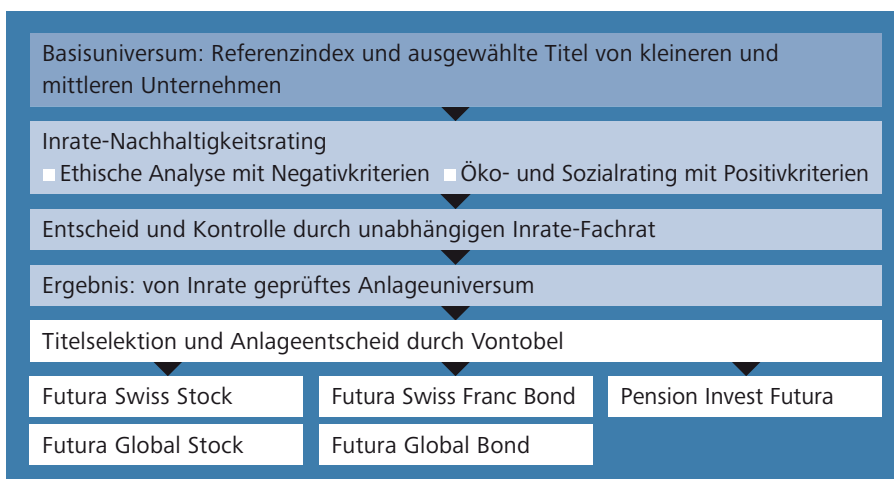 Basisuniversum: Referenzindex und ausgewählte Titel von kleineren und
mittleren Unternehmen
Inrate-Nachhaltigkeitsrating
Ethische Analyse mit Negativkriterien Öko- und Sozialrating mit Positivkriterien
Entscheid und Kontrolle durch unabhängigen Inrate-Fachrat
Ergebnis: von Inrate geprüftes Anlageuniversum
Titelselektion und Anlageentscheid durch Vontobel
Futura Swiss Stock
Futura Swiss Franc Bond
Pension Invest Futura
Futura Global Stock
Futura Global Bond